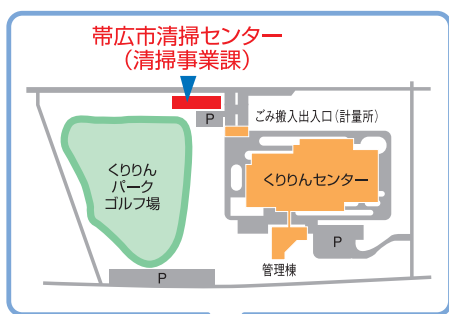 帯広市清掃センター
（清掃事業課）
P
ごみ搬入出入口（計量所）
くりりん
パーク
ゴルフ場
くりりんセンター
P
管理棟
P